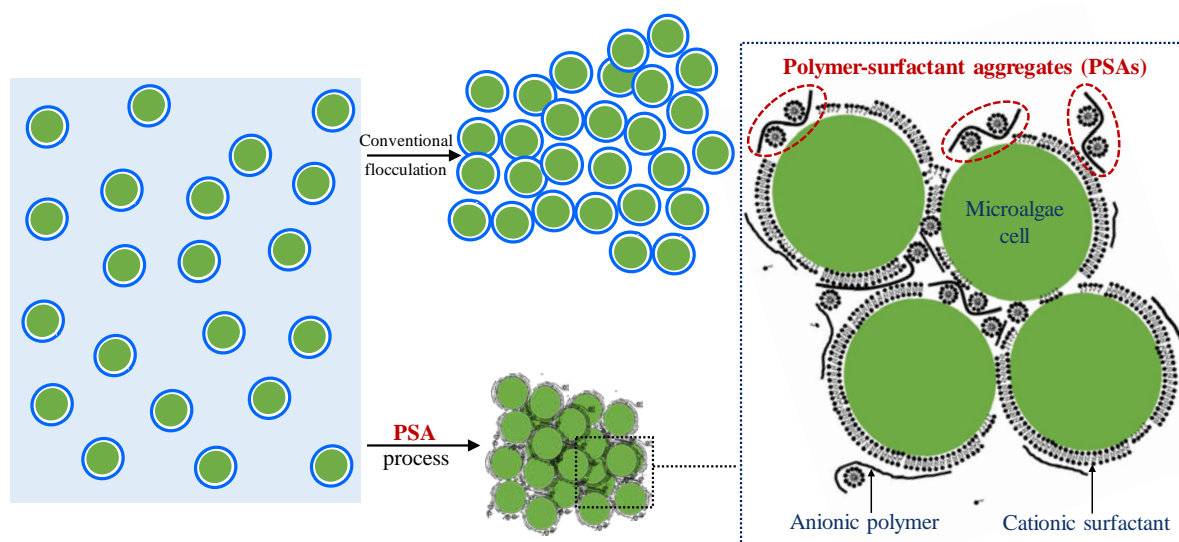 Conventional
flocculation
PSA
process
Polymer-surfactant aggregates (PSAs)
Microalgae
cell
Anionic polymer
Cationic surfactant